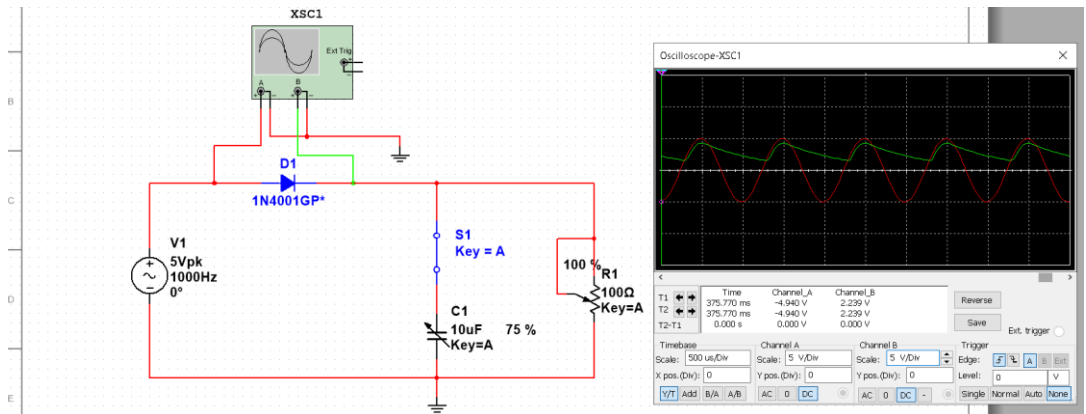 XSC1
Ext Trig
+
-
A
B
+ - + -
B
C
D
E
D1
1N4001GP*
V1
5Vpk
1000Hz
0°
S1
Key = A
C1
10uF
Key=A
75 %
100 %
R1
100Ω
Key=A
Oscilloscope-XSC1
×
T1
T2
T2-T1
Time Channel_A Channel_B
375.770 ms -4.940 V 2.239 V
375.770 ms -4.940 V 2.239 V
0.000 s 0.000 V 0.000 V
Reverse
Save
Ext. trigger
Timebase
Scale: 500 us/Div
X pos.(Div): 0
Y/T Add B/A A/B
Channel A
Scale: 5 V/Div
Y pos.(Div): 0
AC 0 DC
Channel B
Scale: 5 V/Div
Y pos.(Div): 0
AC 0 DC -
Trigger
Edge: A B Ext
Level: 0 V
Single Normal Auto None